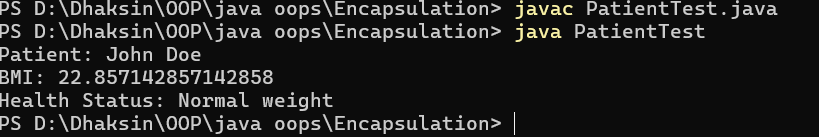 PS D:\Dhaksin\OOP\java oops\Encapsulation> javac PatientTest.java
PS D:\Dhaksin\OOP\java oops\Encapsulation> java PatientTest
Patient: John Doe
BMI: 22.857142857142858
Health Status: Normal weight
PS D:\Dhaksin\OOP\java oops\Encapsulation>